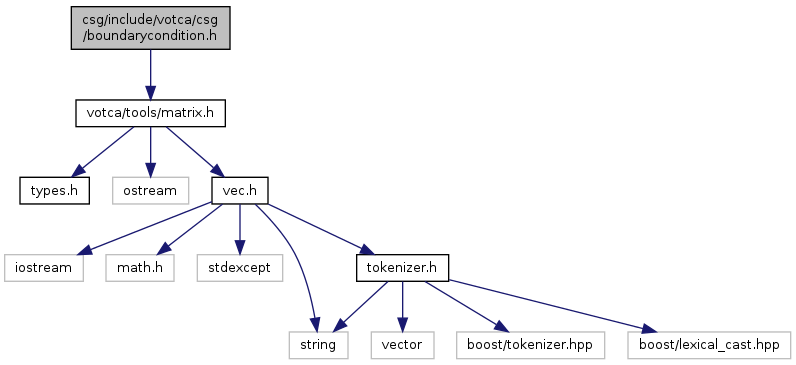 csg/include/votca/csg
/boundarycondition.h
votca/tools/matrix.h
types.h
ostream
vec.h
iostream
math.h
stdexcept
tokenizer.h
string
vector
boost/tokenizer.hpp
boost/lexical_cast.hpp